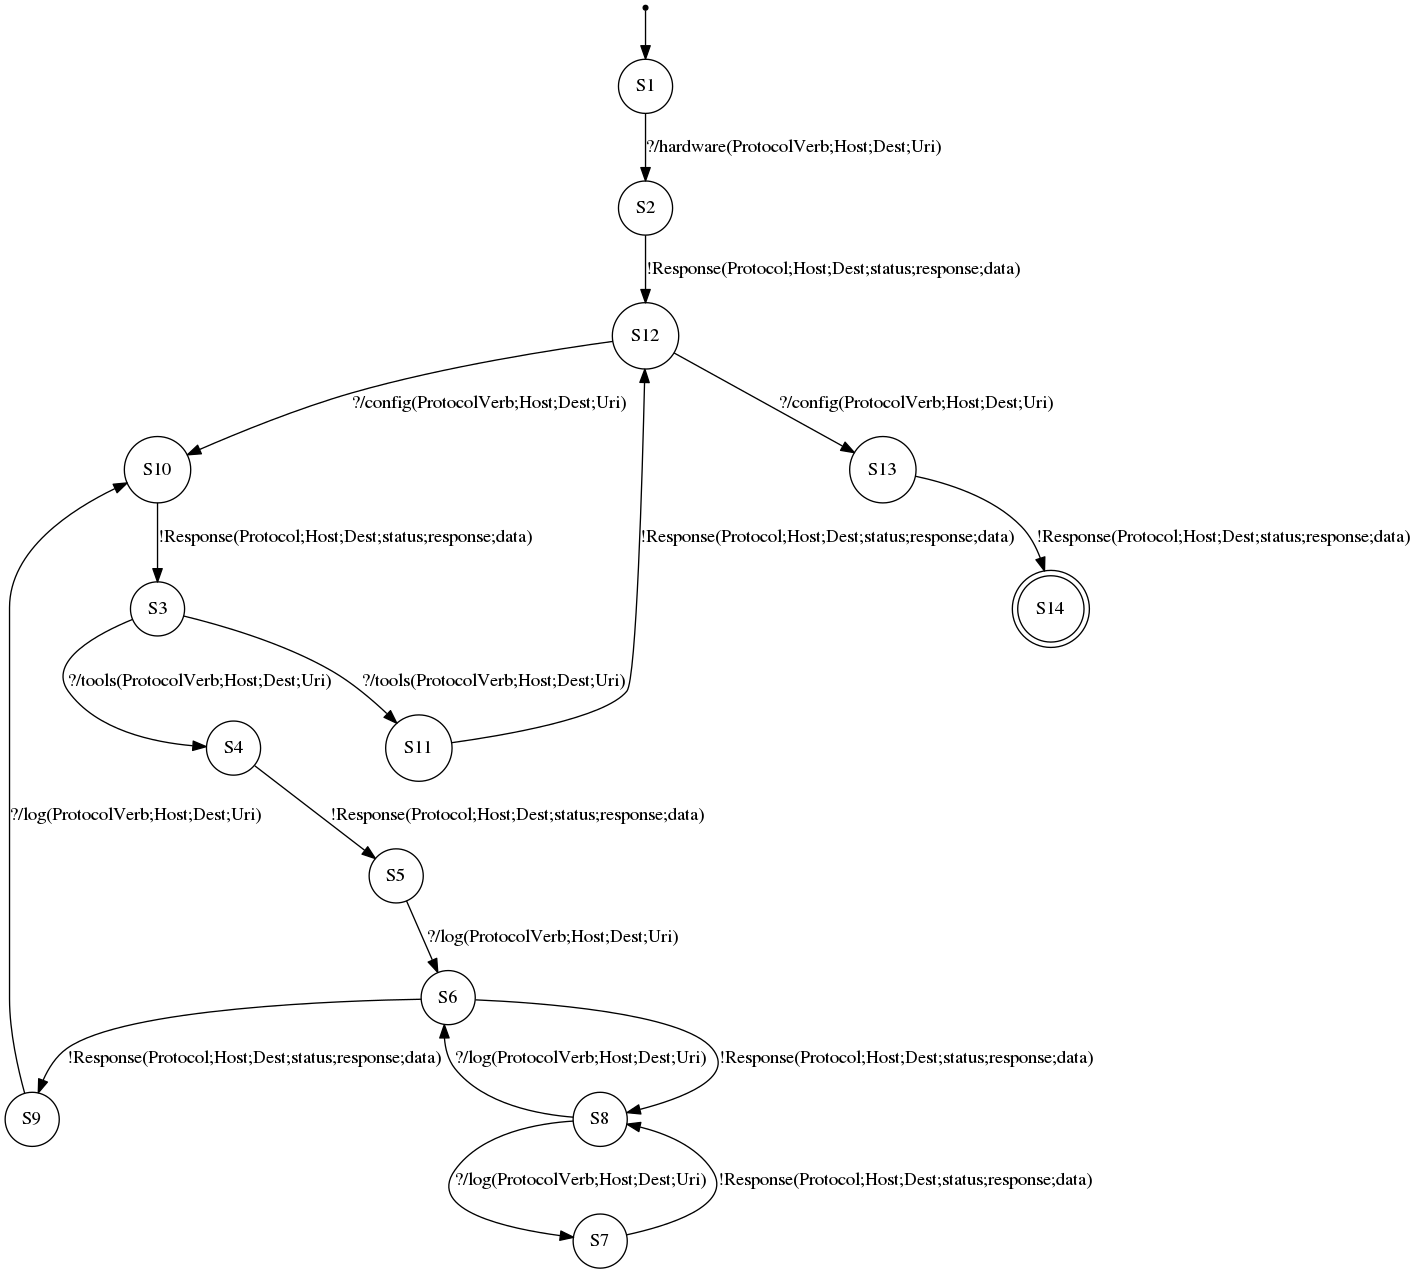 S1
?/hardware(ProtocolVerb;Host;Dest;Uri)
S2
!Response(Protocol;Host;Dest;status;response;data)
S12
?/config(ProtocolVerb;Host;Dest;Uri)
?/config(ProtocolVerb;Host;Dest;Uri)
S10
S13
!Response(Protocol;Host;Dest;status;response;data)
!Response(Protocol;Host;Dest;status;response;data)
!Response(Protocol;Host;Dest;status;response;data)
S3
S14
?/tools(ProtocolVerb;Host;Dest;Uri)
?/tools(ProtocolVerb;Host;Dest;Uri)
S4
S11
?/log(ProtocolVerb;Host;Dest;Uri)
!Response(Protocol;Host;Dest;status;response;data)
S5
?/log(ProtocolVerb;Host;Dest;Uri)
S6
!Response(Protocol;Host;Dest;status;response;data)
?/log(ProtocolVerb;Host;Dest;Uri)
!Response(Protocol;Host;Dest;status;response;data)
S9
S8
?/log(ProtocolVerb;Host;Dest;Uri)
!Response(Protocol;Host;Dest;status;response;data)
S7